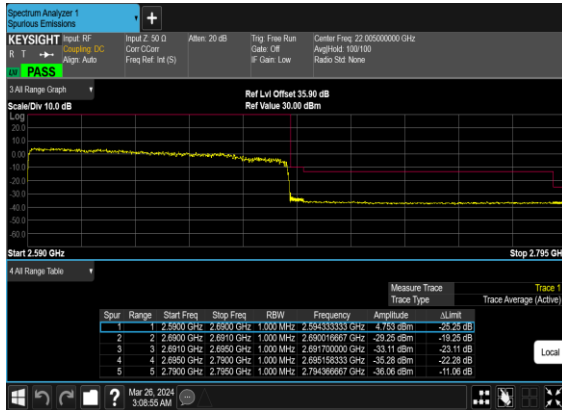 Spectrum Analyzer 1
Spurious Emissions
KEYSIGHT Input: RF Input Z: 50 Ω Atten: 20 dB Trig: Free Run Center Freq: 22.005000000 GHz
R T Coupling: DC Corr CCorr Gate: Off Avg|Hold: 100/100
Align: Auto Freq Ref: Int (S) IF Gain: Low Radio Std: None
PASS
3 All Range Graph Ref Lvl Offset 35.90 dB
Scale/Div 10.0 dB Ref Value 30.00 dBm
Log
20.0
10.0
0.00
-10.0
-20.0
-30.0
-40.0
-50.0
-60.0
Start 2.590 GHz Stop 2.795 GH
4 All Range Table
Measure Trace Trace 1
Trace Type Trace Average (Active)
Spur Range Start Freq Stop Freq RBW Frequency Amplitude ΔLimit
1 1 2.5900 GHz 2.6900 GHz 1.000 MHz 2.594333333 GHz 4.753 dBm -25.25 dB
2 2 2.6900 GHz 2.6910 GHz 1.000 MHz 2.690016667 GHz -29.25 dBm -19.25 dB
3 3 2.6910 GHz 2.6950 GHz 1.000 MHz 2.691700000 GHz -33.11 dBm -23.11 dB
4 4 2.6950 GHz 2.7900 GHz 1.000 MHz 2.695158333 GHz -35.28 dBm -22.28 dB
5 5 2.7900 GHz 2.7950 GHz 1.000 MHz 2.794366667 GHz -36.06 dBm -11.06 dB
Local
Mar 26, 2024
3:08:55 AM